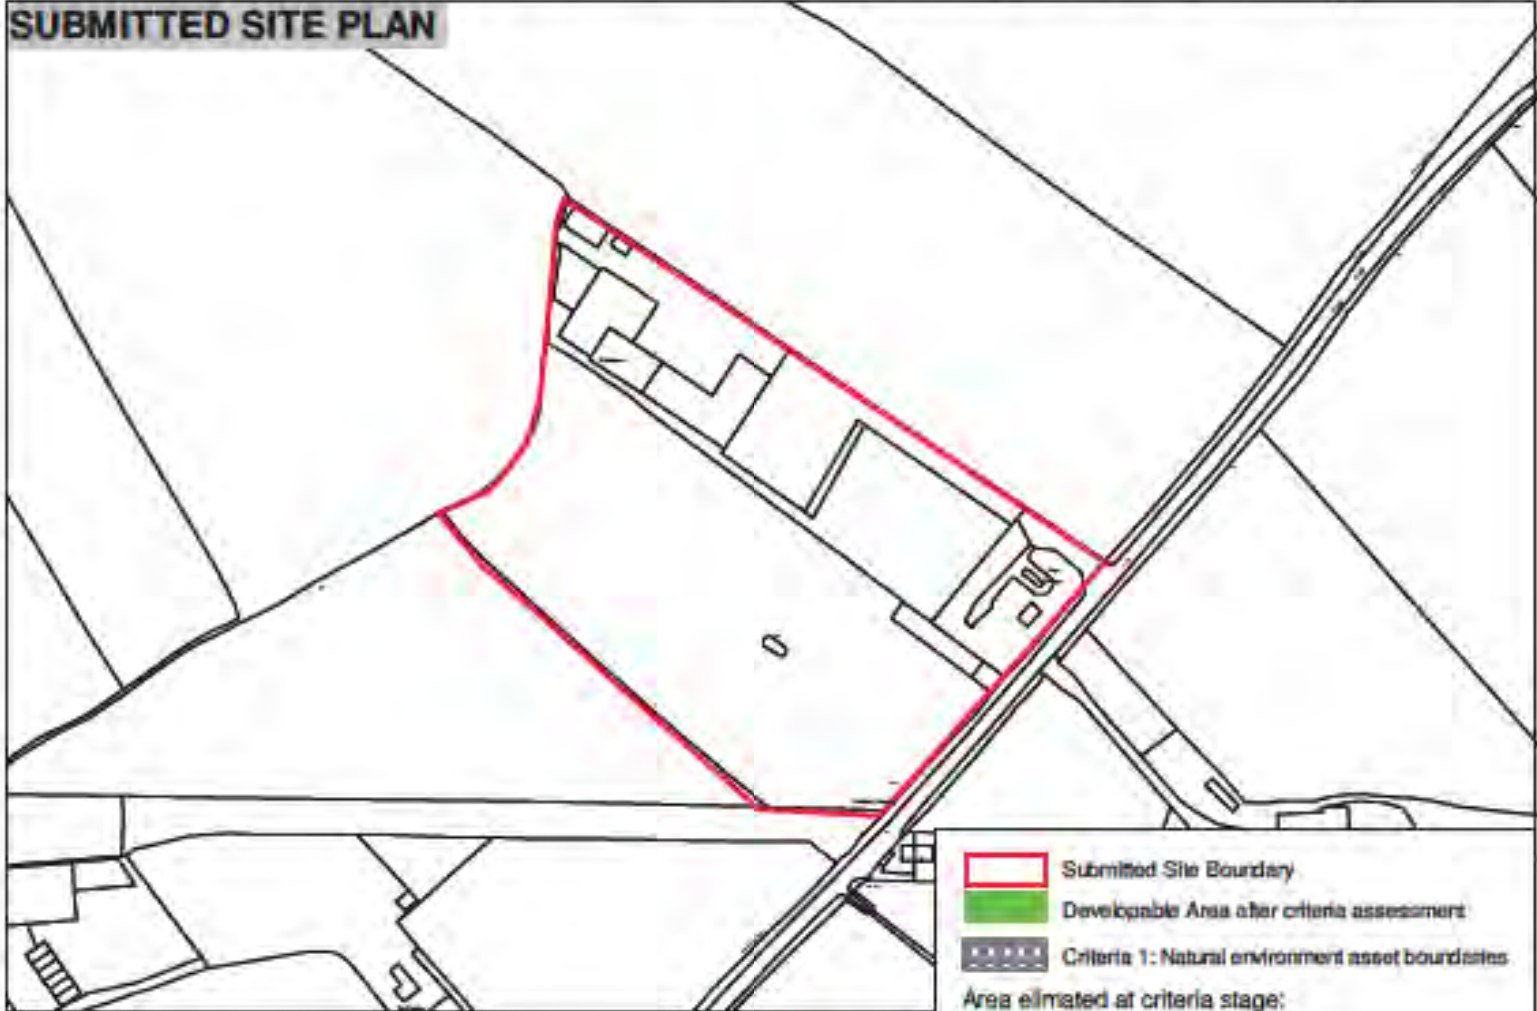 SUBMITTED SITE PLAN
Submitted Site Boundary
Developable Area after criteria assessment
Criteria 1: Natural environment asset boundaries
Area elimated at criteria stage: